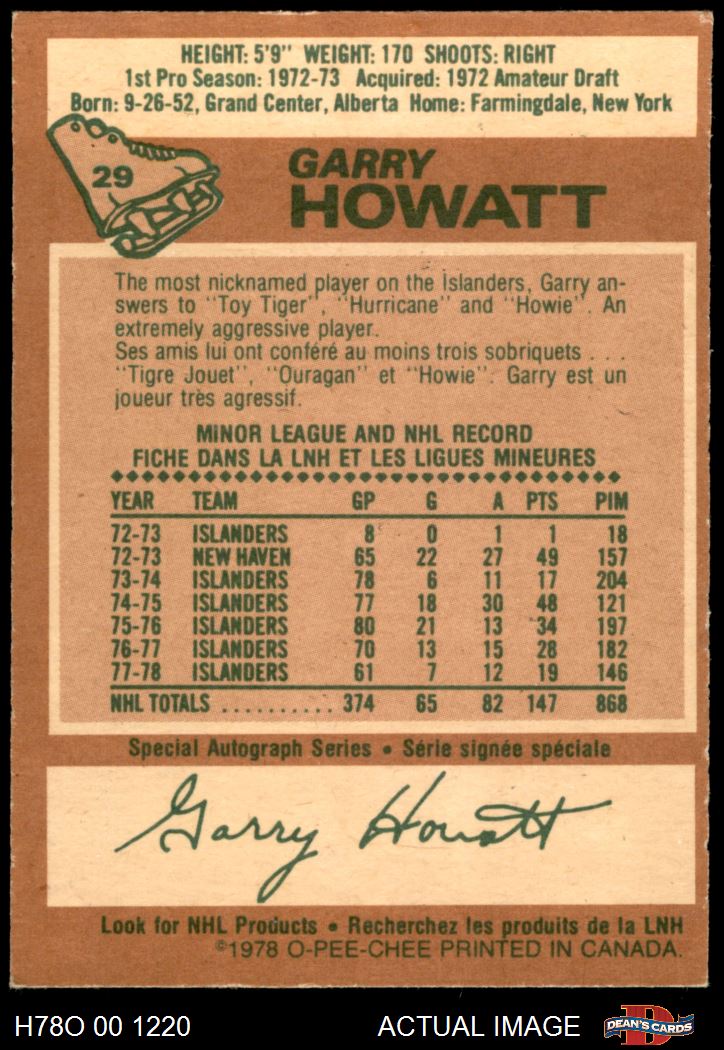 HEIGHT: 5'9" WEIGHT: 170 SHOOTS: RIGHT
1st Pro Season: 1972-73 Acquired: 1972 Amateur Draft
Born: 9-26-52, Grand Center, Alberta Home: Farmingdale, New York
29
GARRY
HOWATT
The most nicknamed player on the Islanders, Garry an-
swers to "Toy Tiger", "Hurricane" and "Howie". An
extremely aggressive player.
Ses amis lui ont conféré au moins trois sobriquets . . .
"Tigre Jouet", "Ouragan" et "Howie". Garry est un
joueur très agressif.
MINOR LEAGUE AND NHL RECORD
FICHE DANS LA LNH ET LES LIGUES MINEURES
YEAR TEAM GP G A PTS PIM
72-73 ISLANDERS 8 0 1 1 18
72-73 NEW HAVEN 65 22 27 49 157
73-74 ISLANDERS 78 6 11 17 204
74-75 ISLANDERS 77 18 30 48 121
75-76 ISLANDERS 80 21 13 34 197
76-77 ISLANDERS 70 13 15 28 182
77-78 ISLANDERS 61 7 12 19 146
NHL TOTALS .......... 374 65 82 147 868
Special Autograph Series • Série signée spéciale
Garry Howatt
Look for NHL Products • Recherchez les produits de la LNH
©1978 O-PEE-CHEE PRINTED IN CANADA.
H78O 00 1220 ACTUAL IMAGE D DEAN'S CARDS